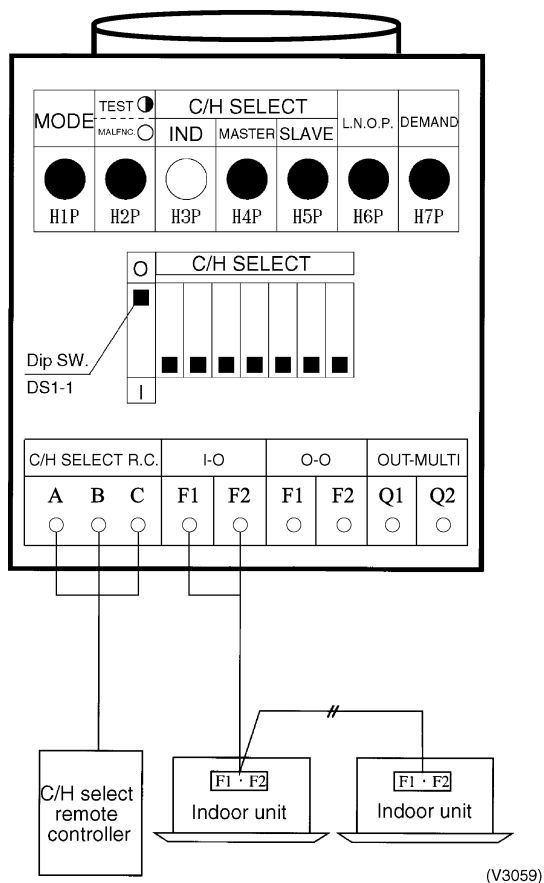 MODE
TEST
MALFNC.
C/H SELECT
IND
MASTER
SLAVE
L.N.O.P.
DEMAND
H1P H2P H3P H4P H5P H6P H7P
O
C/H SELECT
Dip SW.
DS1-1
I
C/H SELECT R.C. I-O O-O OUT-MULTI
A B C F1 F2 F1 F2 Q1 Q2
C/H select
remote
controller
F1 · F2
Indoor unit
F1 · F2
Indoor unit
(V3059)